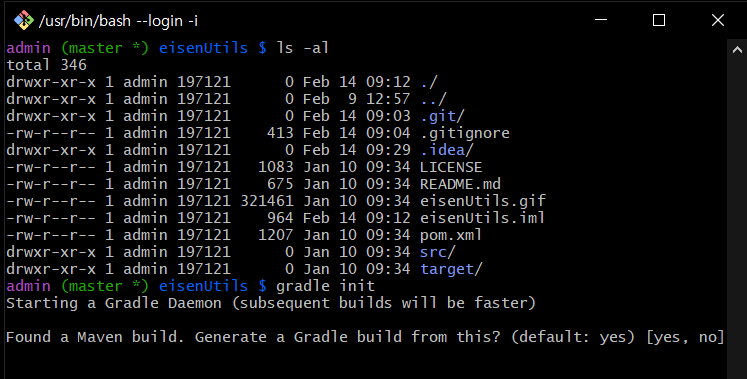 /usr/bin/bash --login -i
admin (master *) eisenUtils $ ls -al
total 346
drwxr-xr-x 1 admin 197121      0 Feb 14 09:12 ./
drwxr-xr-x 1 admin 197121      0 Feb  9 12:57 ../
drwxr-xr-x 1 admin 197121      0 Feb 14 09:03 .git/
-rw-r--r-- 1 admin 197121    413 Feb 14 09:04 .gitignore
drwxr-xr-x 1 admin 197121      0 Feb 14 09:29 .idea/
-rw-r--r-- 1 admin 197121   1083 Jan 10 09:34 LICENSE
-rw-r--r-- 1 admin 197121    675 Jan 10 09:34 README.md
-rw-r--r-- 1 admin 197121 321461 Jan 10 09:34 eisenUtils.gif
-rw-r--r-- 1 admin 197121    964 Feb 14 09:12 eisenUtils.iml
-rw-r--r-- 1 admin 197121   1207 Jan 10 09:34 pom.xml
drwxr-xr-x 1 admin 197121      0 Jan 10 09:34 src/
drwxr-xr-x 1 admin 197121      0 Jan 10 09:34 target/
admin (master *) eisenUtils $ gradle init
Starting a Gradle Daemon (subsequent builds will be faster)
Found a Maven build. Generate a Gradle build from this? (default: yes) [yes, no]